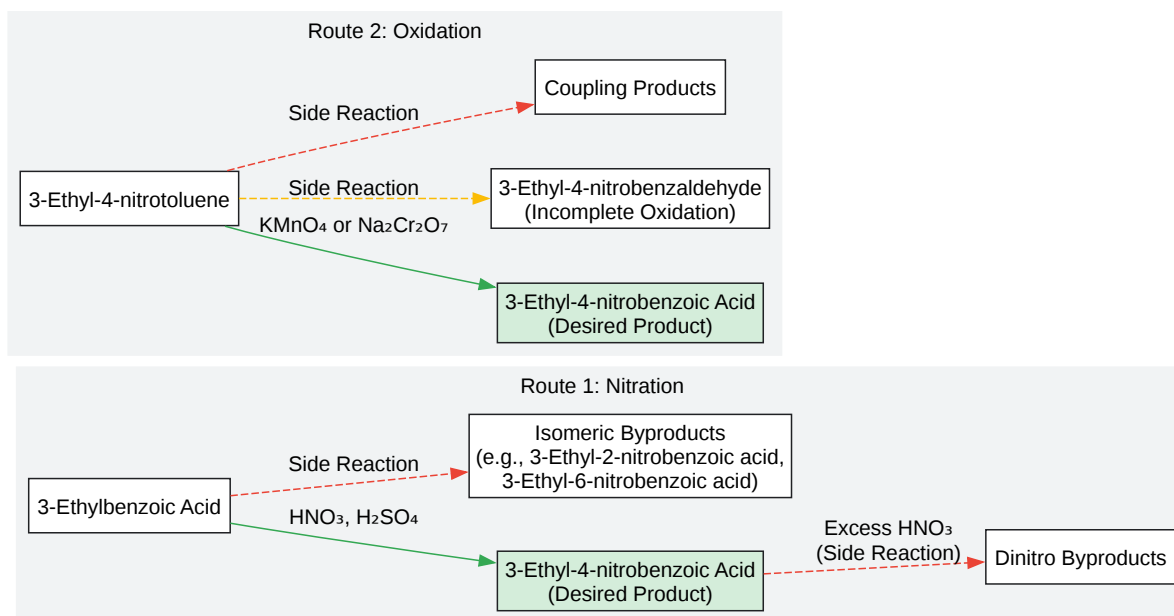 Route 2: Oxidation
Coupling Products
Side Reaction
3-Ethyl-4-nitrotoluene
Side Reaction
3-Ethyl-4-nitrobenzaldehyde
(Incomplete Oxidation)
KMnO₄ or Na₂Cr₂O₇
3-Ethyl-4-nitrobenzoic Acid
(Desired Product)
Route 1: Nitration
Isomeric Byproducts
(e.g., 3-Ethyl-2-nitrobenzoic acid,
3-Ethyl-6-nitrobenzoic acid)
Side Reaction
3-Ethylbenzoic Acid
HNO₃, H₂SO₄
3-Ethyl-4-nitrobenzoic Acid
(Desired Product)
Excess HNO₃
(Side Reaction)
Dinitro Byproducts